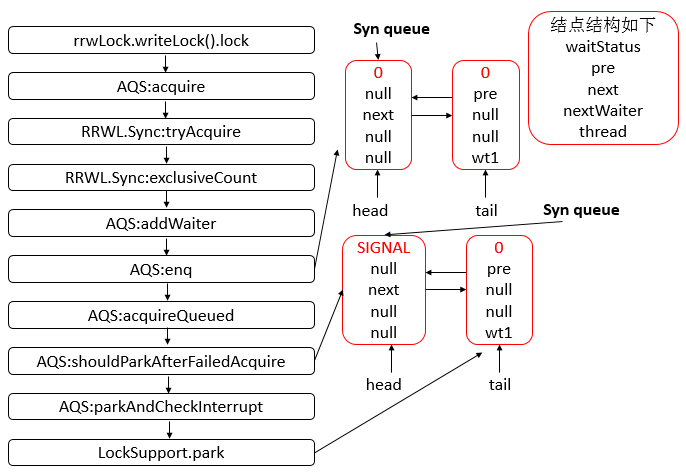 rrwLock.writeLock().lock
AQS:acquire
RRWL.Sync:tryAcquire
RRWL.Sync:exclusiveCount
AQS:addWaiter
AQS:enq
AQS:acquireQueued
AQS:shouldParkAfterFailedAcquire
AQS:parkAndCheckInterrupt
LockSupport.park
Syn queue
0
null
next
null
null
head
0
pre
null
null
wt1
tail
结点结构如下
waitStatus
pre
next
nextWaiter
thread
Syn queue
SIGNAL
null
next
null
null
head
0
pre
null
null
wt1
tail